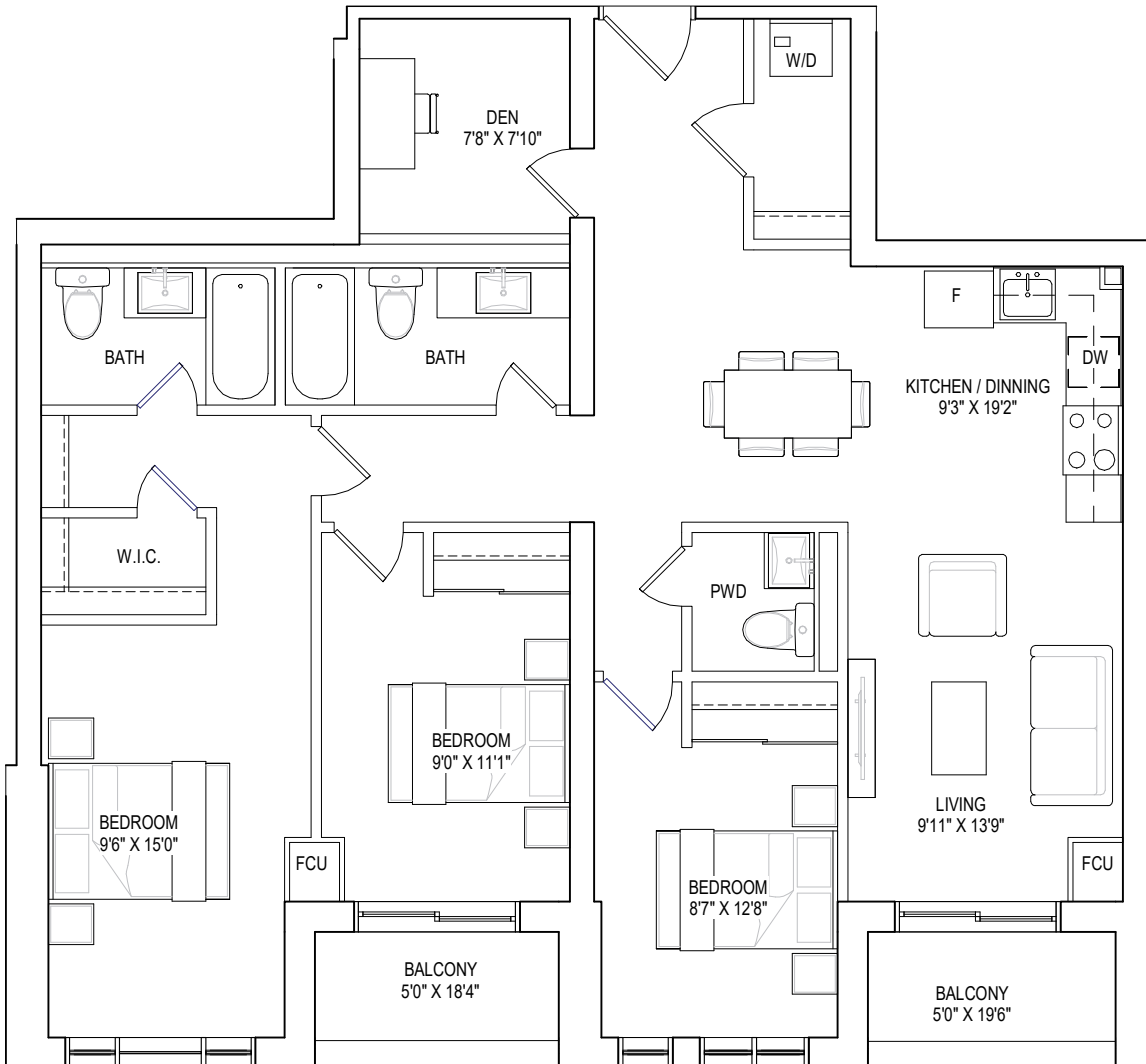 W/D
DEN
7'8" X 7'10"
F
BATH
BATH
DW
KITCHEN / DINNING
9'3" X 19'2"
W.I.C.
PWD
BEDROOM
9'0" X 11'1"
LIVING
9'11" X 13'9"
BEDROOM
9'6" X 15'0"
FCU
FCU
BEDROOM
8'7" X 12'8"
BALCONY
5'0" X 18'4"
BALCONY
5'0" X 19'6"